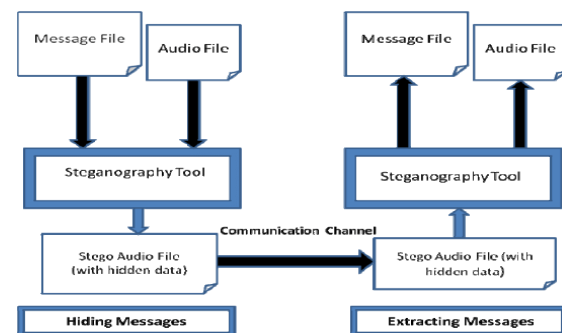 Message File
Audio File
Steganography Tool
Stego Audio File
(with hidden data)
Hiding Messages
Communication Channel
Message File
Audio File
Steganography Tool
Stego Audio File (with
hidden data)
Extracting Messages